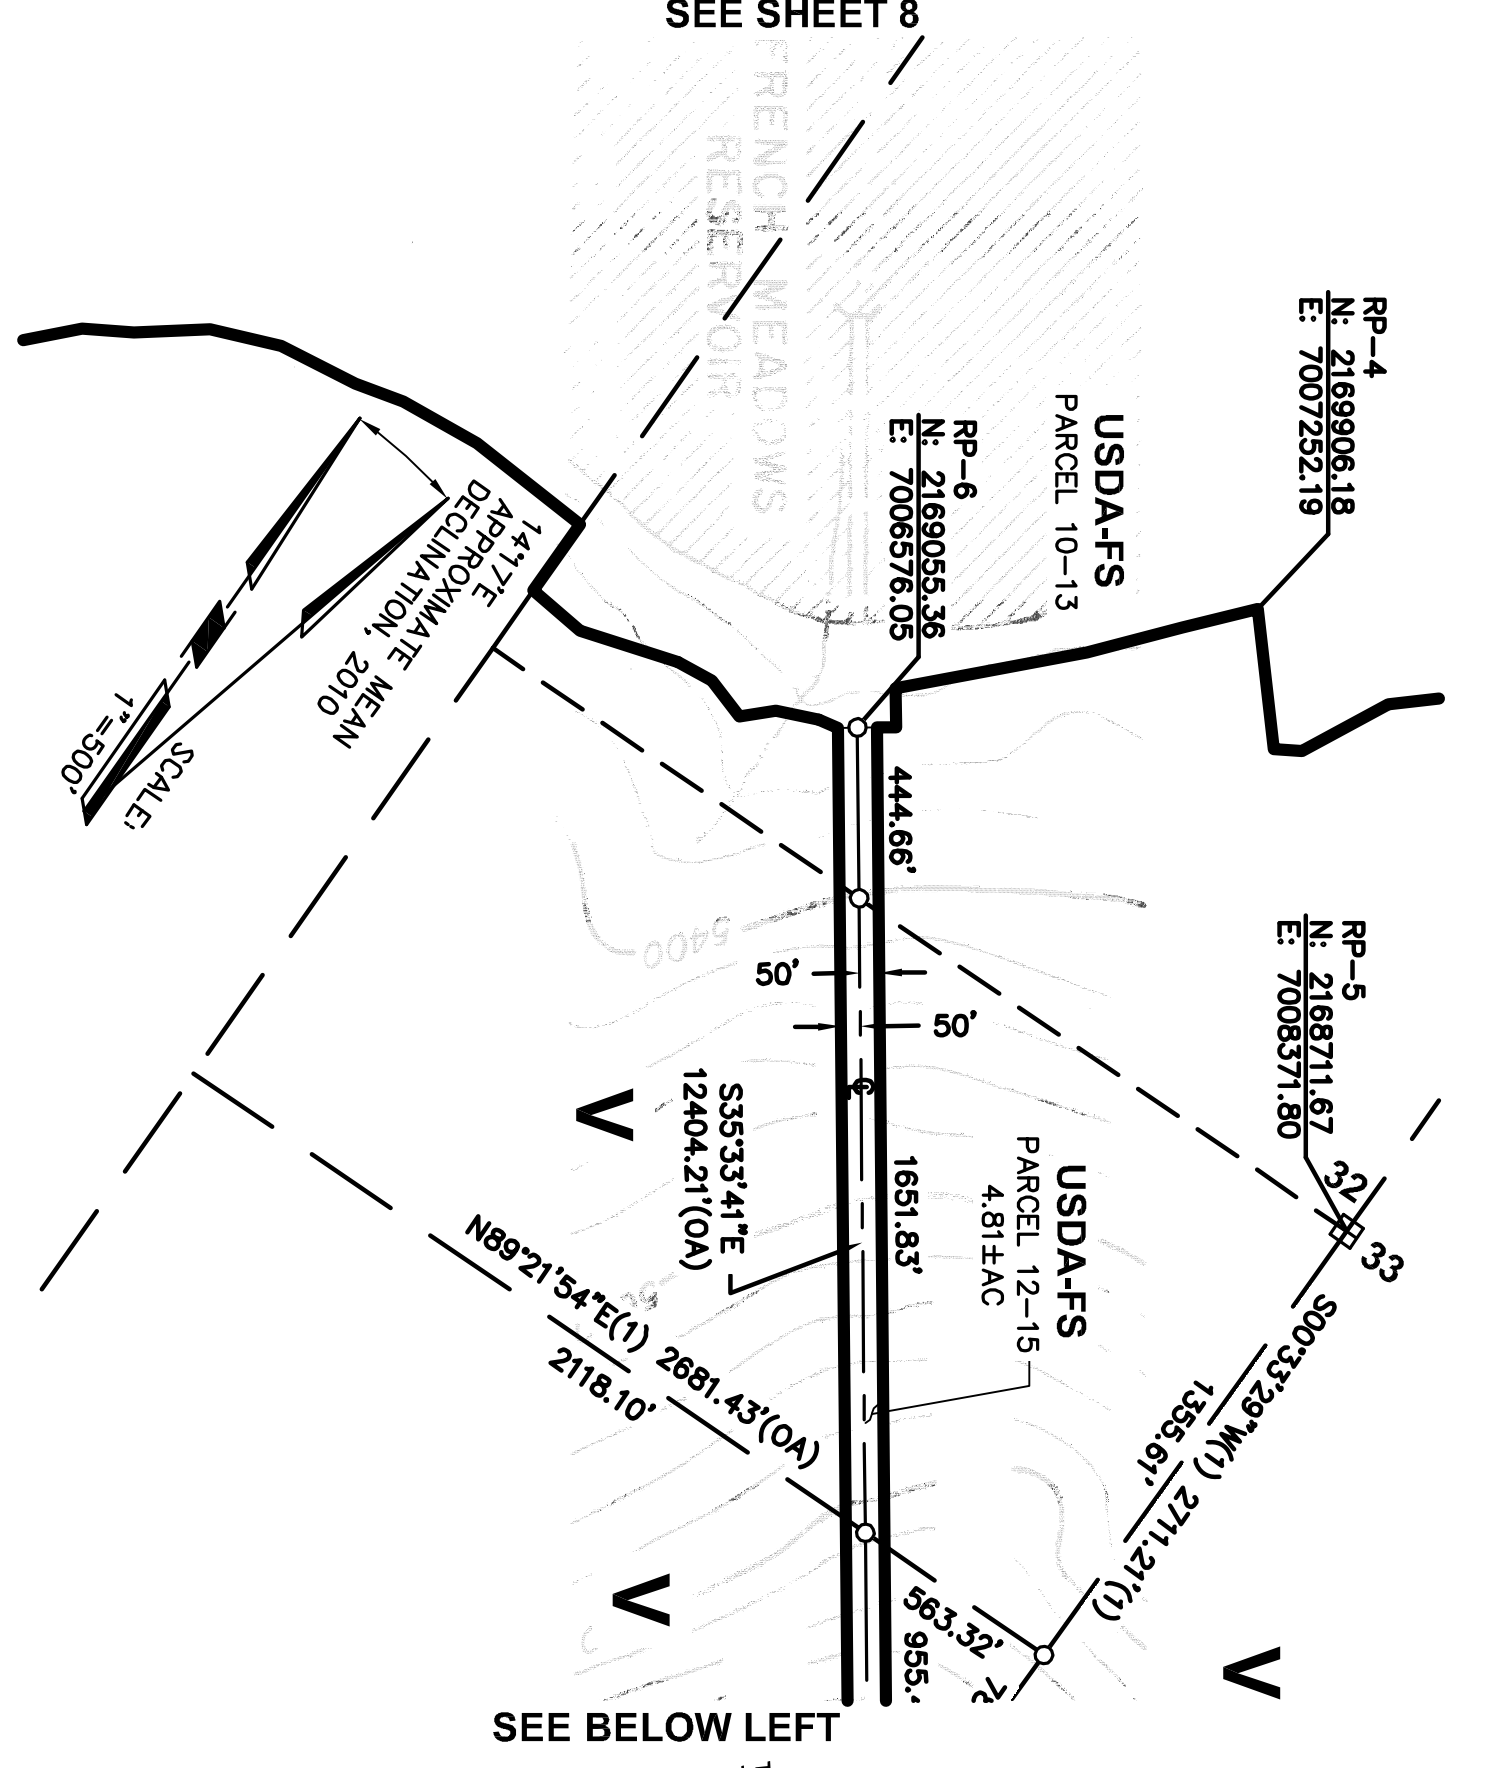 SEE SHEET 8
FRENCH MEADOWS
RESERVOIR
RP-4
N: 2169906.18
E: 7007252.19
USDA-FS
PARCEL 10-13
RP-6
N: 2169055.36
E: 7006576.05
14°17'E
APPROXIMATE MEAN
DECLINATION, 2010
SCALE:
1"=500'
444.66'
5400
50'
50'
RP-5
N: 2168711.67
E: 7008371.80
32
33
V
S35°33'41"E
12404.21'(OA)
1651.83'
USDA-FS
PARCEL 12-15
4.81±AC
N89°21'54"E(1) 2681.43'(OA)
2118.10'
S00°33'29"W(1) 2711.21'(1)
1355.61'
V
563.32'
955.
V
SEE BELOW LEFT